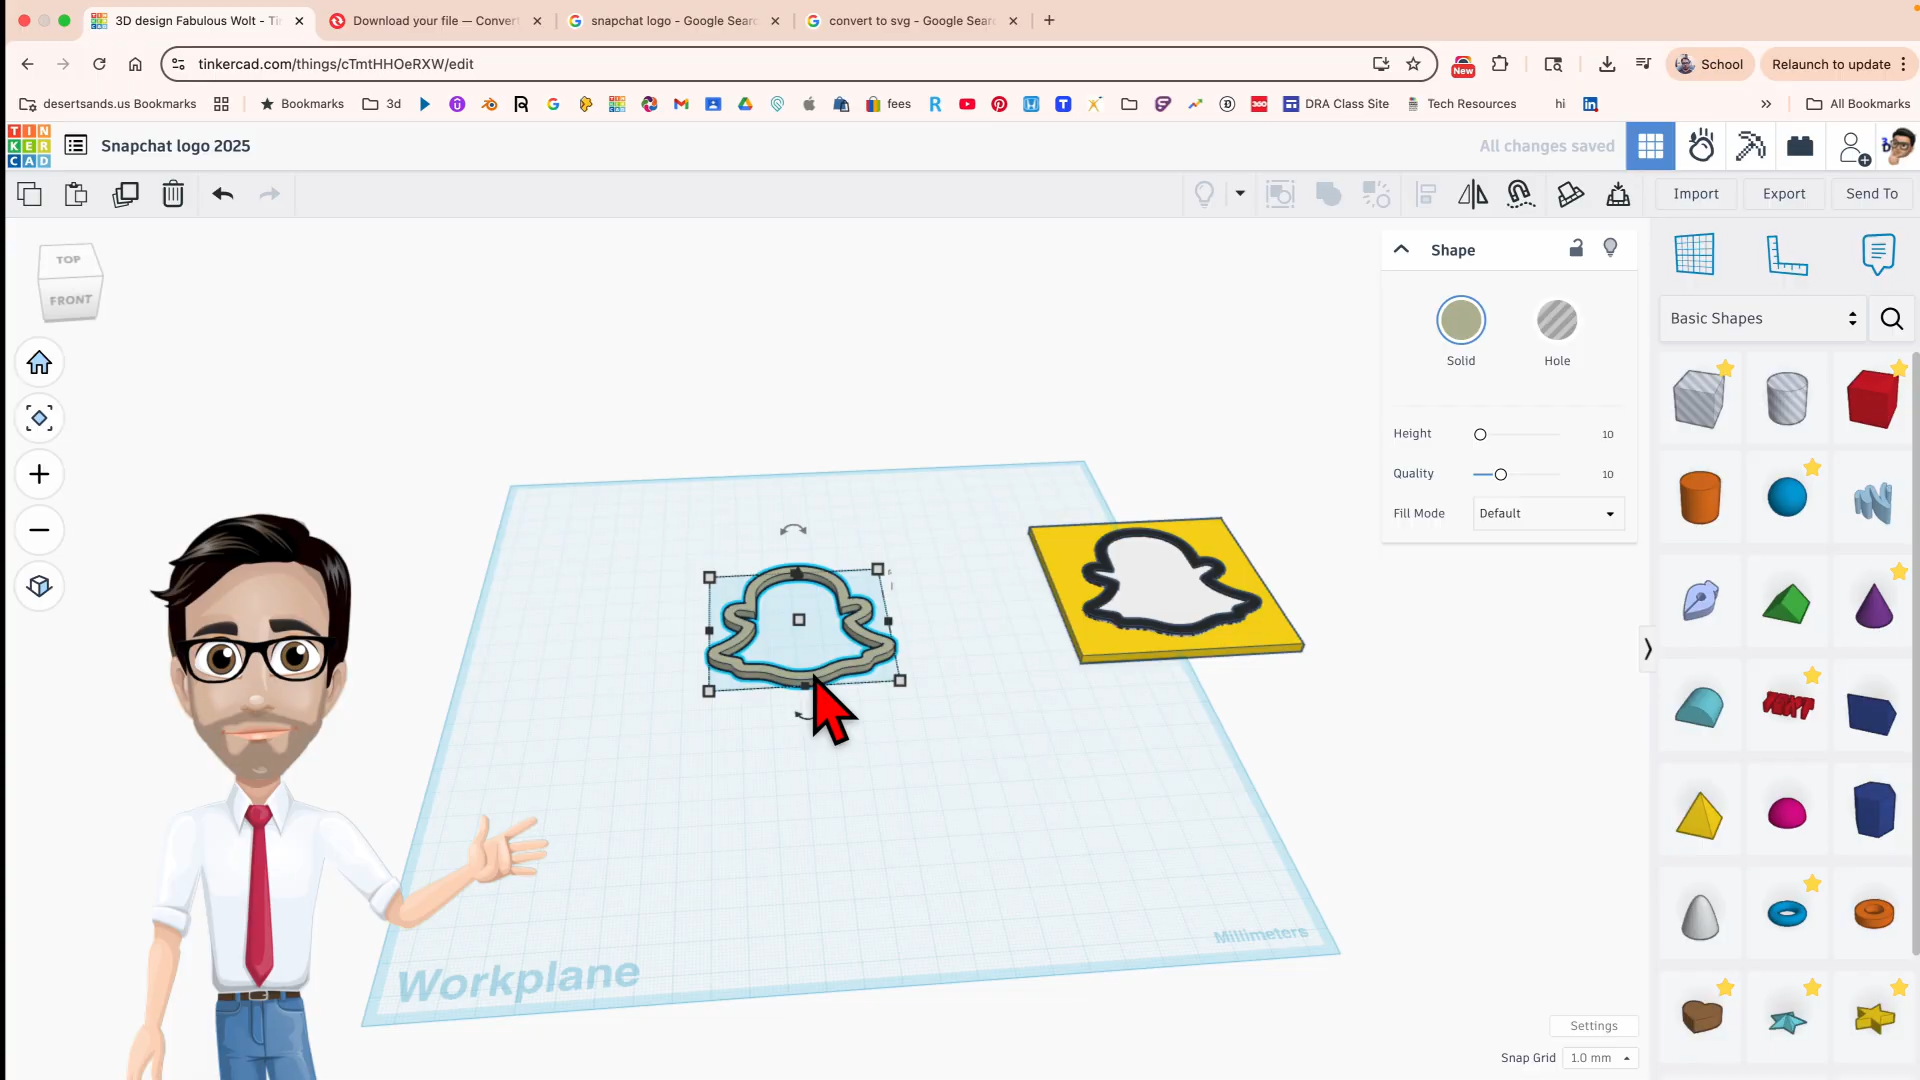 3D design Fabulous Wolt - Ti
Download your file — Convert
snapchat logo - Google Sear
convert to svg - Google Sear
tinkercad.com/things/cTmtHHOeRXW/edit
New
School
Relaunch to update
desertsands.us Bookmarks
Bookmarks
3d
fees
DRA Class Site
Tech Resources
hi
All Bookmarks
TIN
KER
CAD
Snapchat logo 2025
All changes saved
Import
Export
Send To
TOP
FRONT
Shape
Solid
Hole
Height
10
Quality
10
Fill Mode
Default
Basic Shapes
TEXT
Workplane
Millimeters
Settings
Snap Grid
1.0 mm